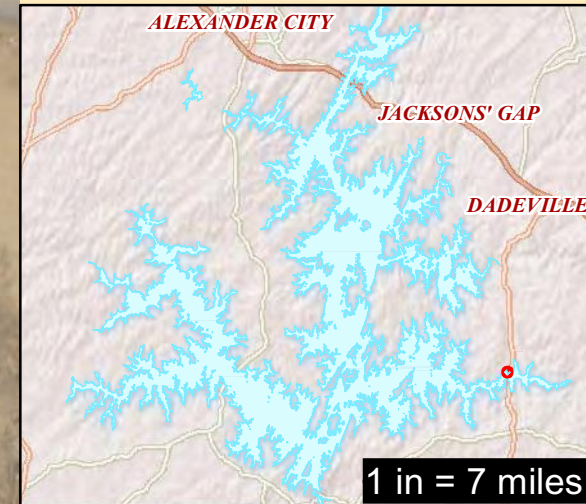 ALEXANDER CITY
JACKSONS' GAP
DADEVILLE
1 in = 7 miles